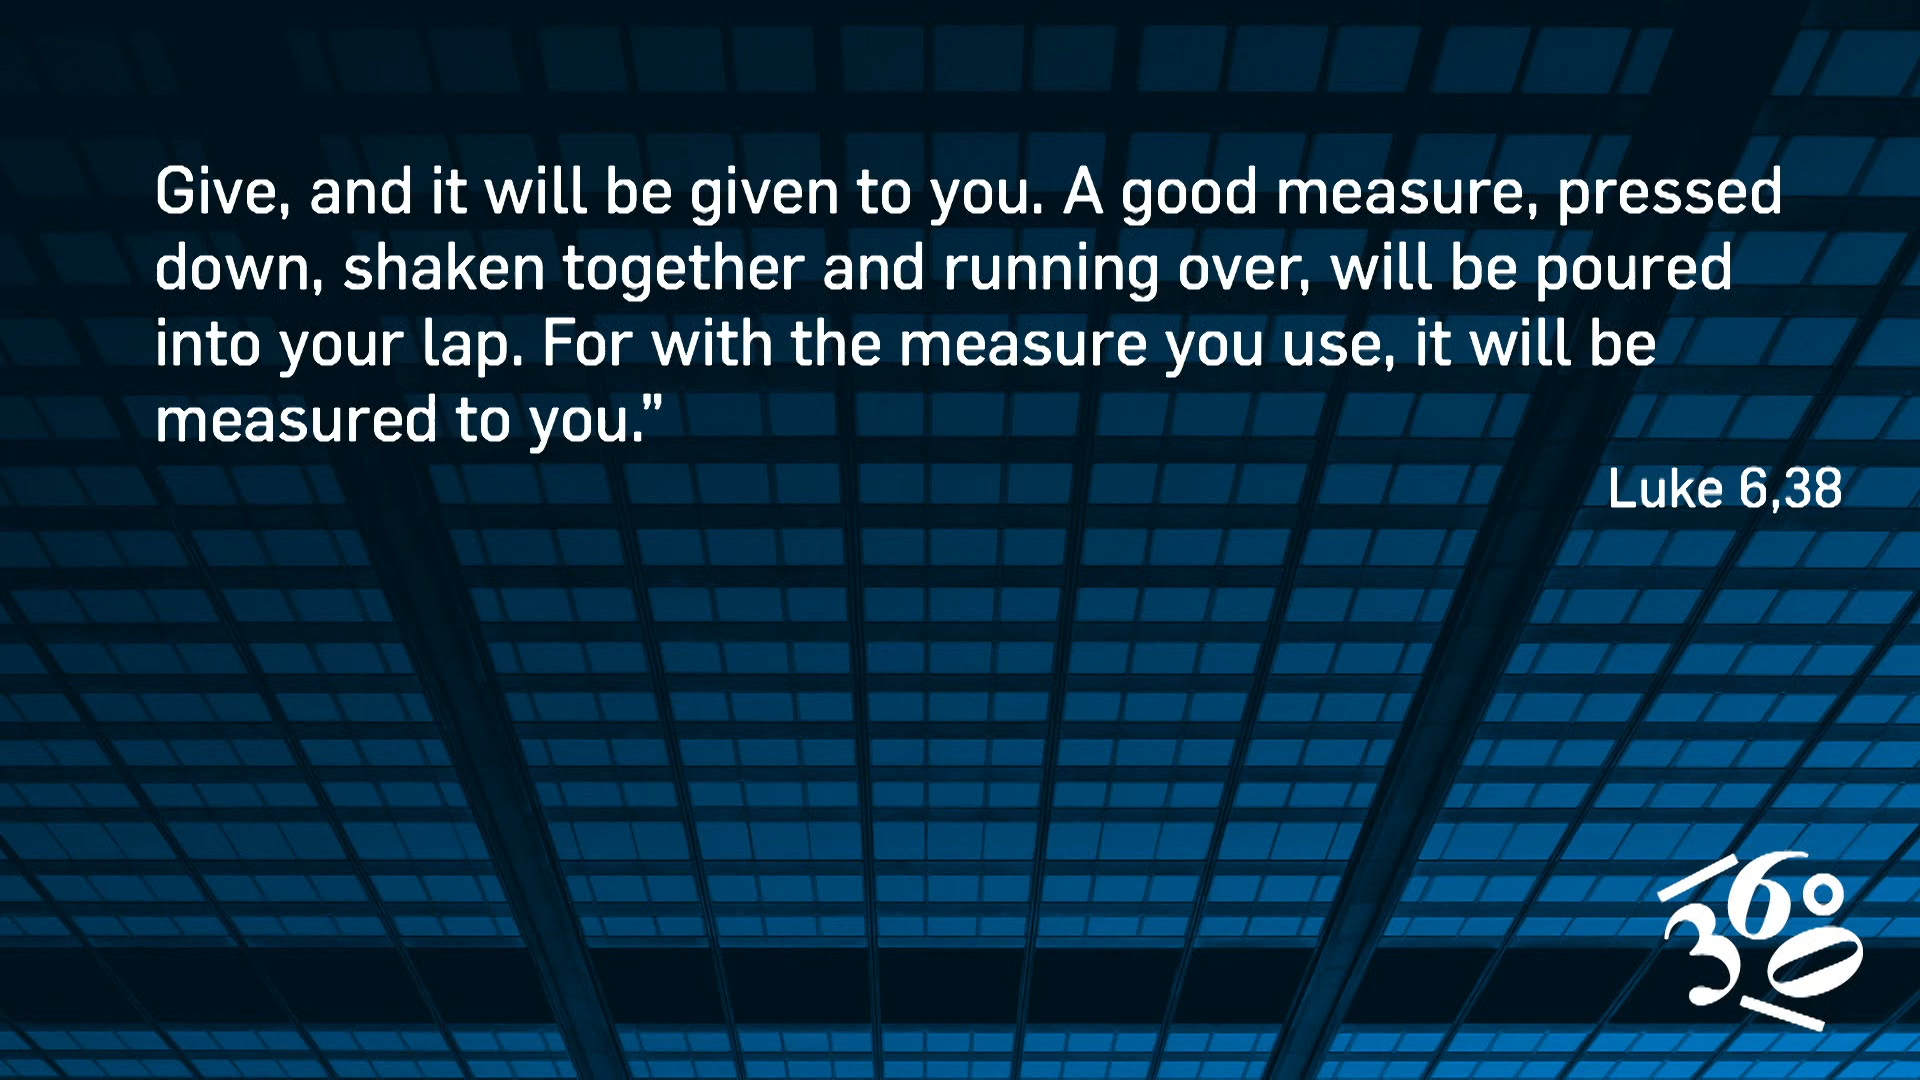 Give, and it will be given to you. A good measure, pressed
down, shaken together and running over, will be poured
into your lap. For with the measure you use, it will be
measured to you.”
Luke 6,38
360°